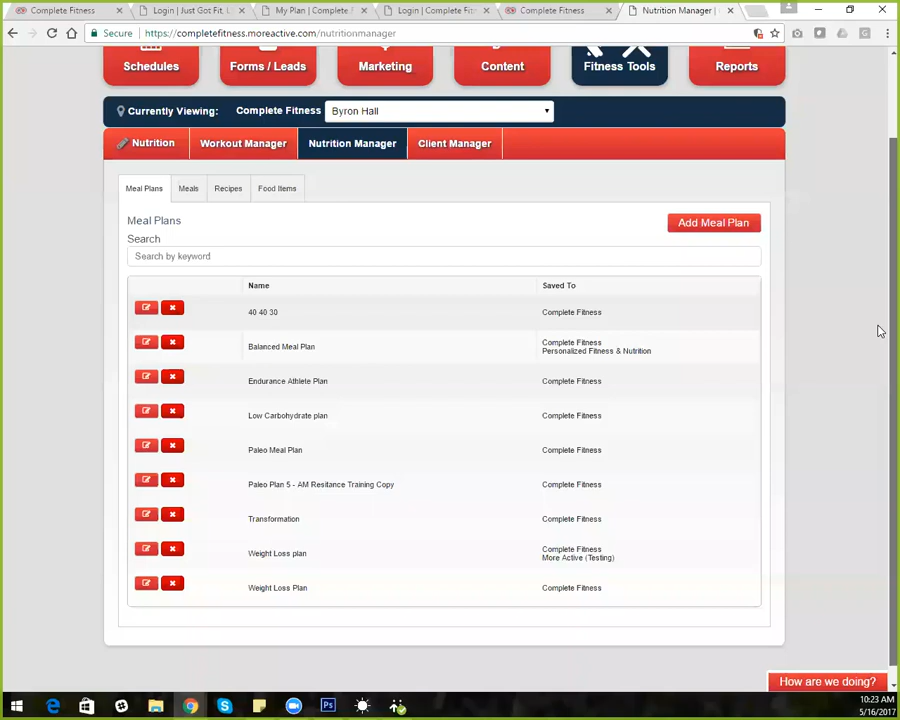 Complete Fitness
Login | Just Got Fit, L
My Plan | Complete F
Login | Complete Fitn
Complete Fitness
Nutrition Manager |
Secure
https://completefitness.moreactive.com/nutritionmanager
Schedules
Forms / Leads
Marketing
Content
Fitness Tools
Reports
Currently Viewing:
Complete Fitness
Byron Hall
Nutrition
Workout Manager
Nutrition Manager
Client Manager
Meal Plans
Meals
Recipes
Food Items
Meal Plans
Add Meal Plan
Search
Search by keyword
Name
Saved To
40 40 30
Complete Fitness
Balanced Meal Plan
Complete Fitness
Personalized Fitness & Nutrition
Endurance Athlete Plan
Complete Fitness
Low Carbohydrate plan
Complete Fitness
Paleo Meal Plan
Complete Fitness
Paleo Plan 5 - AM Resitance Training Copy
Complete Fitness
Transformation
Complete Fitness
Weight Loss plan
Complete Fitness
More Active (Testing)
Weight Loss Plan
Complete Fitness
How are we doing?
Ps
10:23 AM
5/16/2017